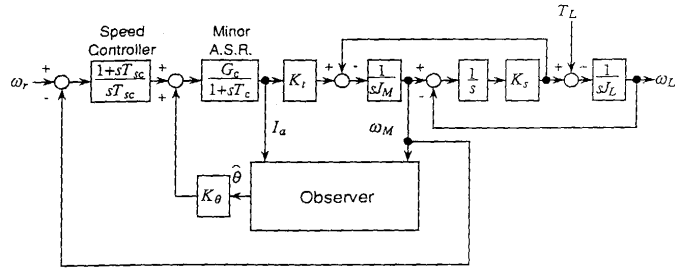 Speed
Controller
Minor
A.S.R.
T_L
ω_r
+
-
1+sT_sc
sT_sc
+
+
G_c
1+sT_c
K_t
+
-
1
sJ_M
+
-
1
s
K_s
+
-
1
sJ_L
ω_L
I_a
ω_M
K_θ
θ̂
Observer